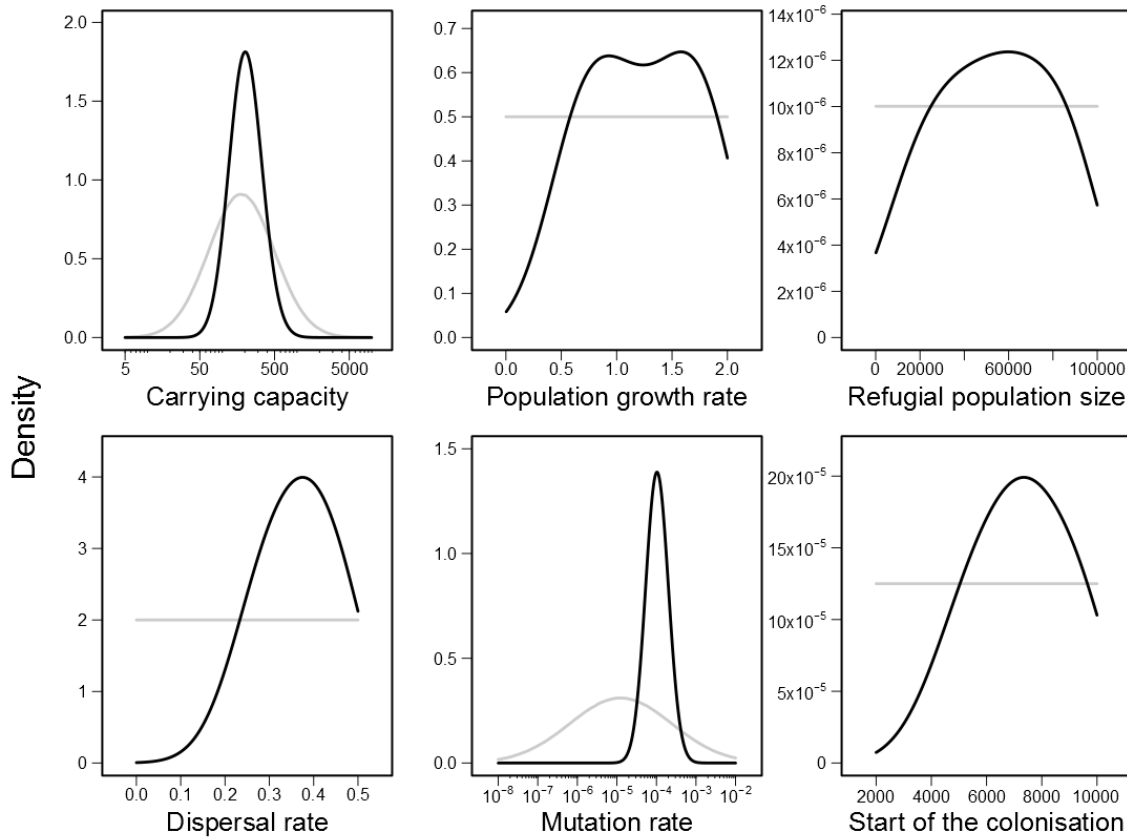 Density
2.0
1.5
1.0
0.5
0.0
5 50 500 5000
Carrying capacity
0.7
0.6
0.5
0.4
0.3
0.2
0.1
0.0
0.0 0.5 1.0 1.5 2.0
Population growth rate
14x10⁻⁶
12x10⁻⁶
10x10⁻⁶
8x10⁻⁶
6x10⁻⁶
4x10⁻⁶
2x10⁻⁶
0
0 20000 60000 100000
Refugial population size
4
3
2
1
0
0.0 0.1 0.2 0.3 0.4 0.5
Dispersal rate
1.5
1.0
0.5
0.0
10⁻⁸ 10⁻⁷ 10⁻⁶ 10⁻⁵ 10⁻⁴ 10⁻³ 10⁻²
Mutation rate
20x10⁻⁵
15x10⁻⁵
10x10⁻⁵
5x10⁻⁵
0
2000 4000 6000 8000 10000
Start of the colonisation